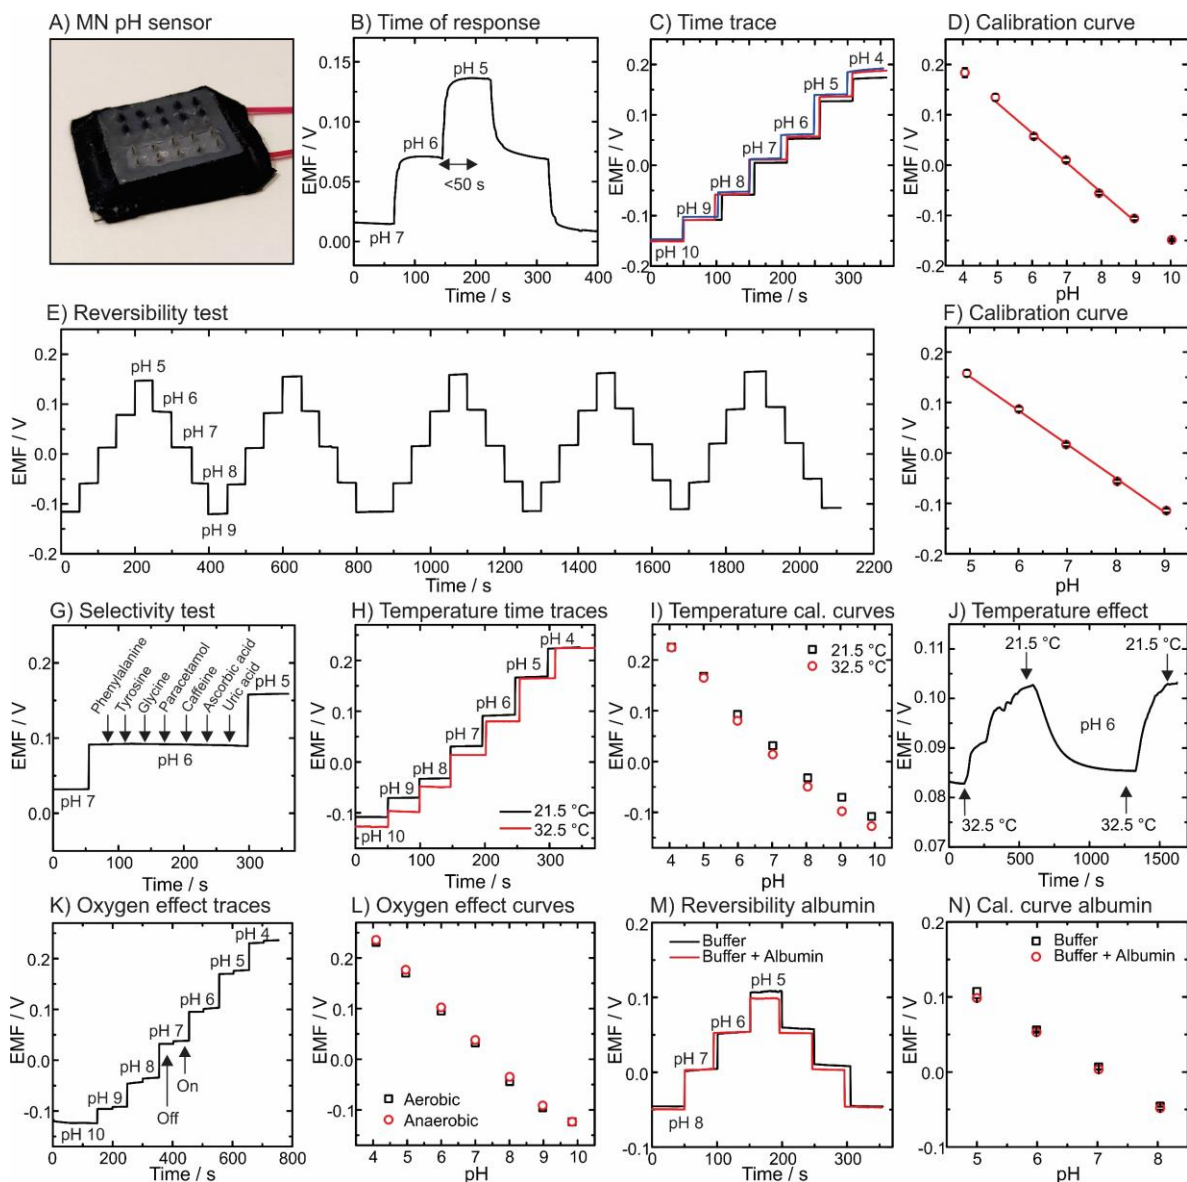 A) MN pH sensor
B) Time of response
EMF / V
0.15
0.10
0.05
0.00
pH 5
pH 6
<50 s
pH 7
0 100 200 300 400
Time / s
C) Time trace
EMF / V
0.2
0.1
0.0
-0.1
-0.2
pH 4
pH 5
pH 6
pH 7
pH 8
pH 9
pH 10
0 100 200 300
Time / s
D) Calibration curve
EMF / V
0.2
0.1
0.0
-0.1
-0.2
4 5 6 7 8 9 10
pH
E) Reversibility test
EMF / V
0.2
0.1
0.0
-0.1
-0.2
pH 5
pH 6
pH 7
pH 8
pH 9
0 200 400 600 800 1000 1200 1400 1600 1800 2000 2200
Time / s
F) Calibration curve
EMF / V
0.2
0.1
0.0
-0.1
-0.2
5 6 7 8 9
pH
G) Selectivity test
EMF / V
0.2
0.1
0.0
Phenylalanine
Tyrosine
Glycine
Paracetamol
Caffeine
Ascorbic acid
Uric acid
pH 5
pH 6
pH 7
0 100 200 300
Time / s
H) Temperature time traces
EMF / V
0.2
0.1
0.0
-0.1
pH 4
pH 5
pH 6
pH 7
pH 8
pH 9
pH 10
21.5 °C
32.5 °C
0 100 200 300
Time / s
I) Temperature cal. curves
EMF / V
0.2
0.1
0.0
-0.1
21.5 °C
32.5 °C
4 5 6 7 8 9 10
pH
J) Temperature effect
EMF / V
0.11
0.10
0.09
0.08
0.07
21.5 °C
21.5 °C
pH 6
32.5 °C
32.5 °C
0 500 1000 1500
Time / s
K) Oxygen effect traces
EMF / V
0.2
0.1
0.0
-0.1
pH 4
pH 5
pH 6
pH 7
pH 8
pH 9
pH 10
On
Off
0 200 400 600 800
Time / s
L) Oxygen effect curves
EMF / V
0.2
0.1
0.0
-0.1
Aerobic
Anaerobic
4 5 6 7 8 9 10
pH
M) Reversibility albumin
EMF / V
0.2
0.1
0.0
-0.1
Buffer
Buffer + Albumin
pH 5
pH 6
pH 7
pH 8
0 100 200 300
Time / s
N) Cal. curve albumin
EMF / V
0.2
0.1
0.0
-0.1
Buffer
Buffer + Albumin
5 6 7 8
pH